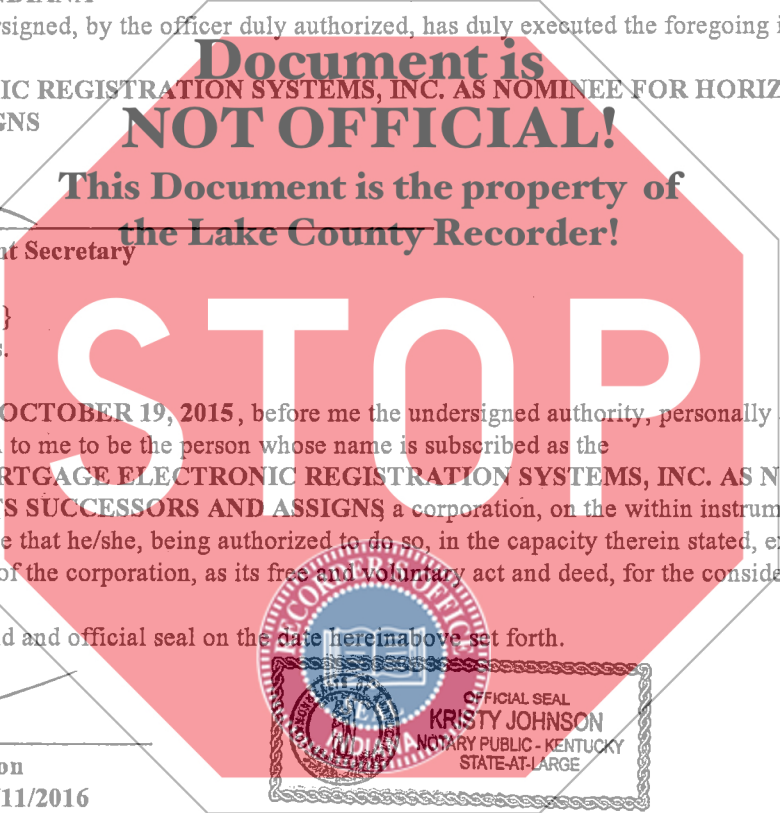 INDIANA
signed, by the officer duly authorized, has duly executed the foregoing i
Document is
IC REGISTRATION SYSTEMS, INC. AS NOMINEE FOR HORIZ
GNS
NOT OFFICIAL!
This Document is the property of
the Lake County Recorder!
nt Secretary
}
s.
STOP
OCTOBER 19, 2015, before me the undersigned authority, personally
to me to be the person whose name is subscribed as the
RTGAGE ELECTRONIC REGISTRATION SYSTEMS, INC. AS N
S SUCCESSORS AND ASSIGNS a corporation, on the within instrum
e that he/she, being authorized to do so, in the capacity therein stated, e
of the corporation, as its free and voluntary act and deed, for the conside
d and official seal on the date hereinabove set forth.
RECORDER'S OFFICE
INDIANA
OFFICIAL SEAL
KRISTY JOHNSON
NOTARY PUBLIC - KENTUCKY
STATE-AT-LARGE
on
/11/2016